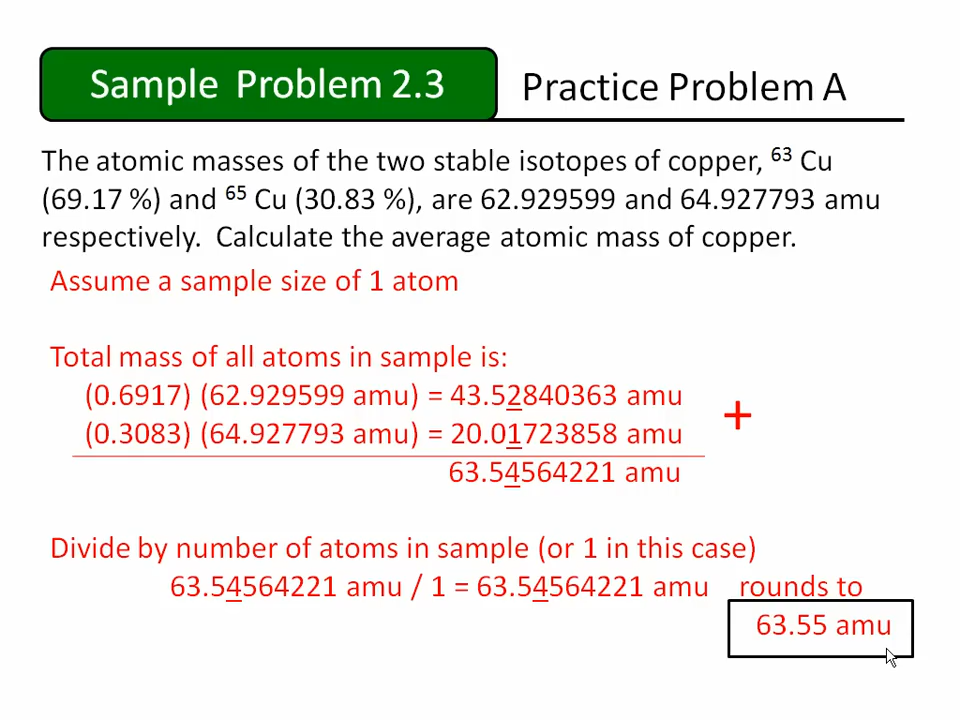 Sample Problem 2.3 Practice Problem A
The atomic masses of the two stable isotopes of copper, ⁶³ Cu
(69.17 %) and ⁶⁵ Cu (30.83 %), are 62.929599 and 64.927793 amu
respectively. Calculate the average atomic mass of copper.
Assume a sample size of 1 atom
Total mass of all atoms in sample is:
(0.6917) (62.929599 amu) = 43.52840363 amu
+
(0.3083) (64.927793 amu) = 20.01723858 amu
63.54564221 amu
Divide by number of atoms in sample (or 1 in this case)
63.54564221 amu / 1 = 63.54564221 amu rounds to
63.55 amu